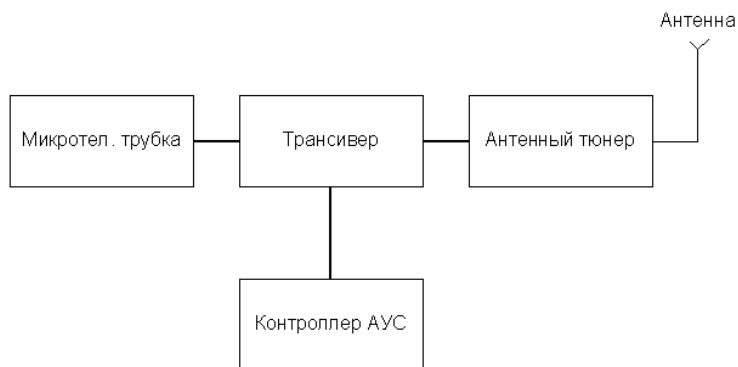 Антенна
Микротел. трубка
Трансивер
Антенный тюнер
Контроллер АУС